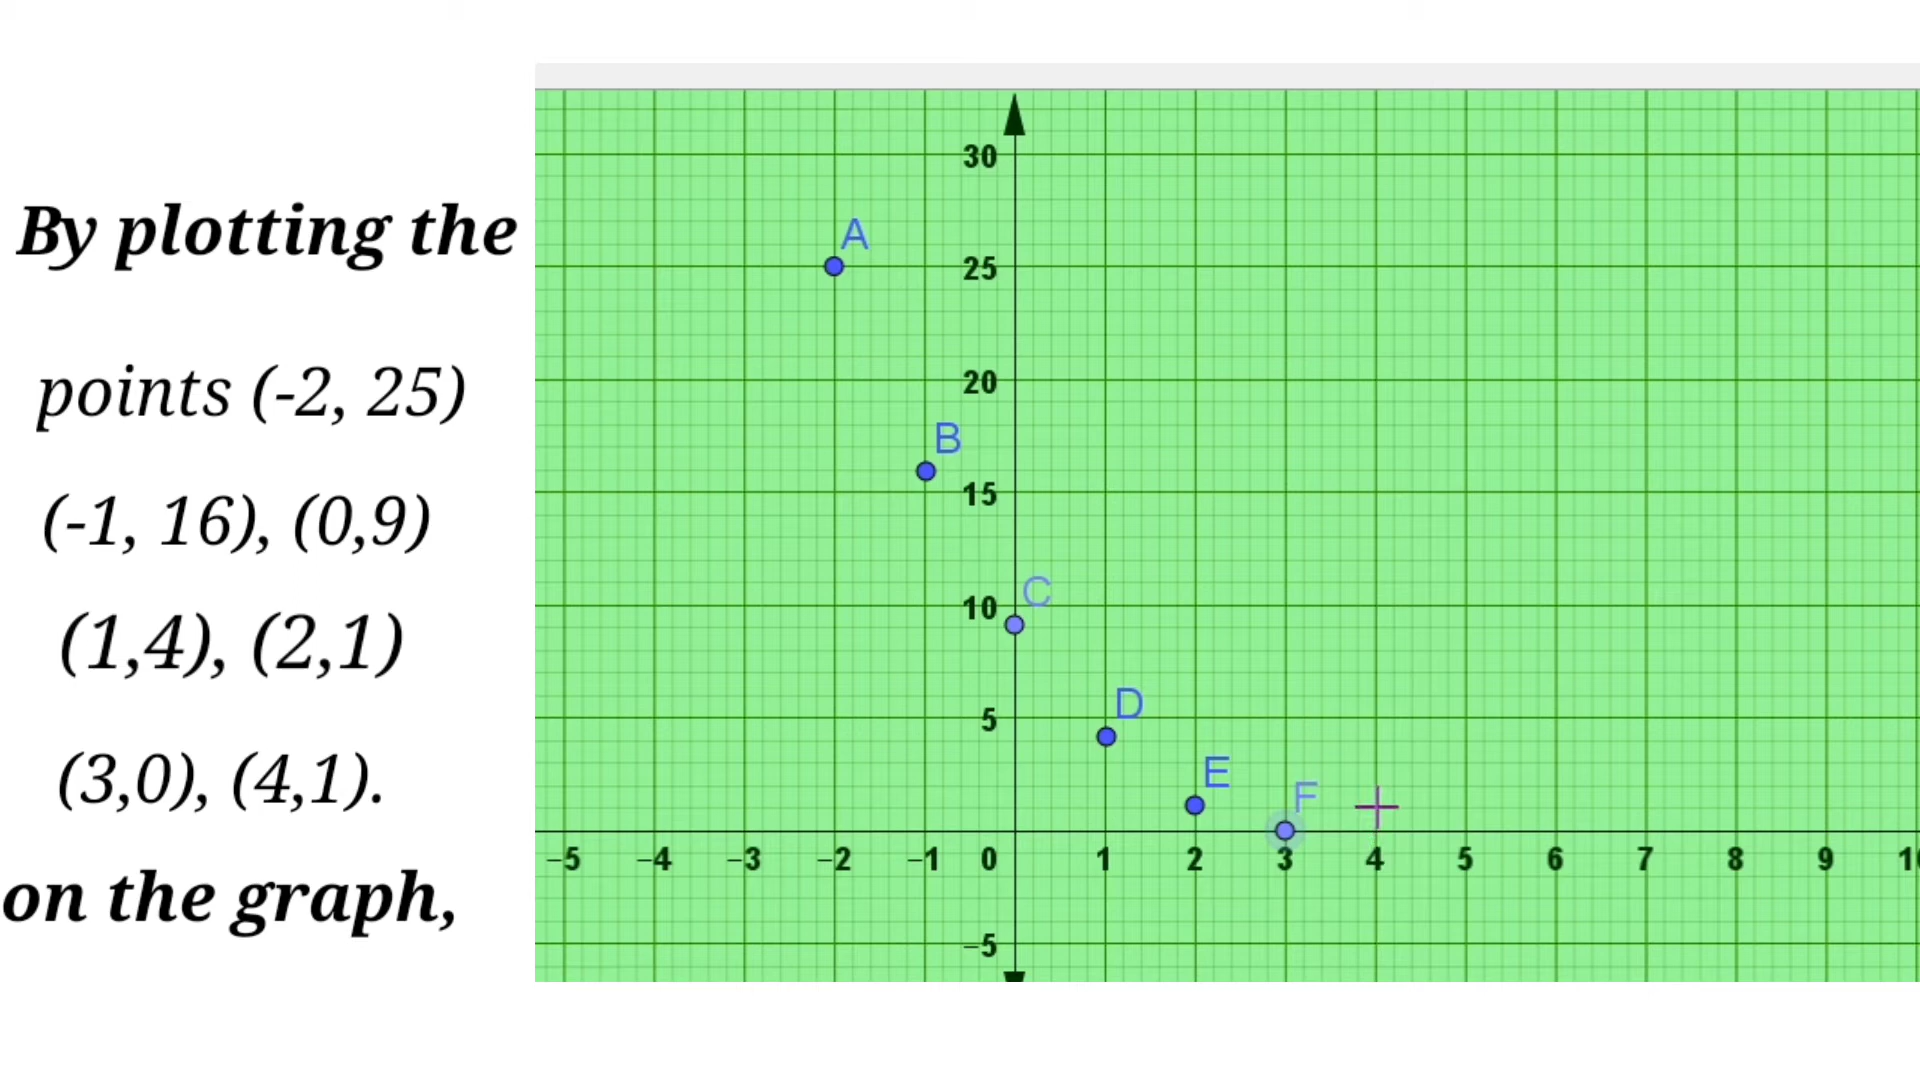 By plotting the
points (-2, 25)
(-1, 16), (0,9)
(1,4), (2,1)
(3,0), (4,1).
on the graph,
30
A
25
20
B
15
C
10
D
5
E
F
–5 –4 –3 –2 –1 0 1 2 3 4 5 6 7 8 9 10
–5